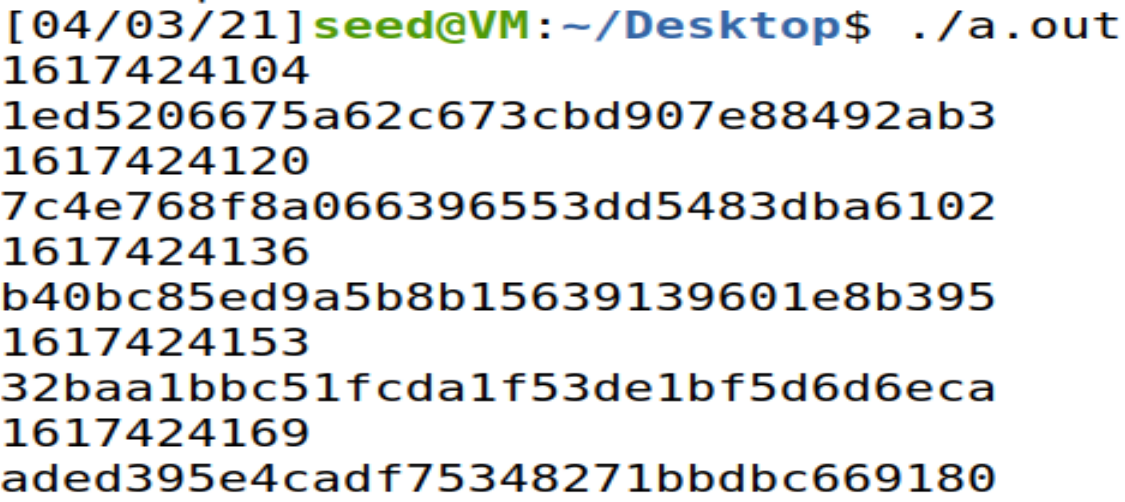 [04/03/21]seed@VM:~/Desktop$ ./a.out
1617424104
1ed5206675a62c673cbd907e88492ab3
1617424120
7c4e768f8a066396553dd5483dba6102
1617424136
b40bc85ed9a5b8b15639139601e8b395
1617424153
32baa1bbc51fcda1f53de1bf5d6d6eca
1617424169
aded395e4cadf75348271bbdbc669180